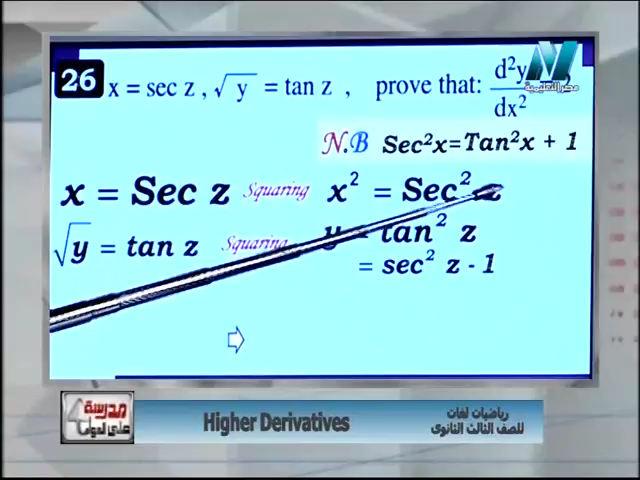 26
x = sec z , √y = tan z , prove that: d²y
dx²
مصر التعليمية
N.B Sec²x=Tan²x + 1
x = Sec z Squaring x² = Sec² z
√y = tan z Squaring y = tan² z
= sec² z - 1
مدرسة
على الهواء
Higher Derivatives
رياضيات لغات
للصف الثالث الثانوى